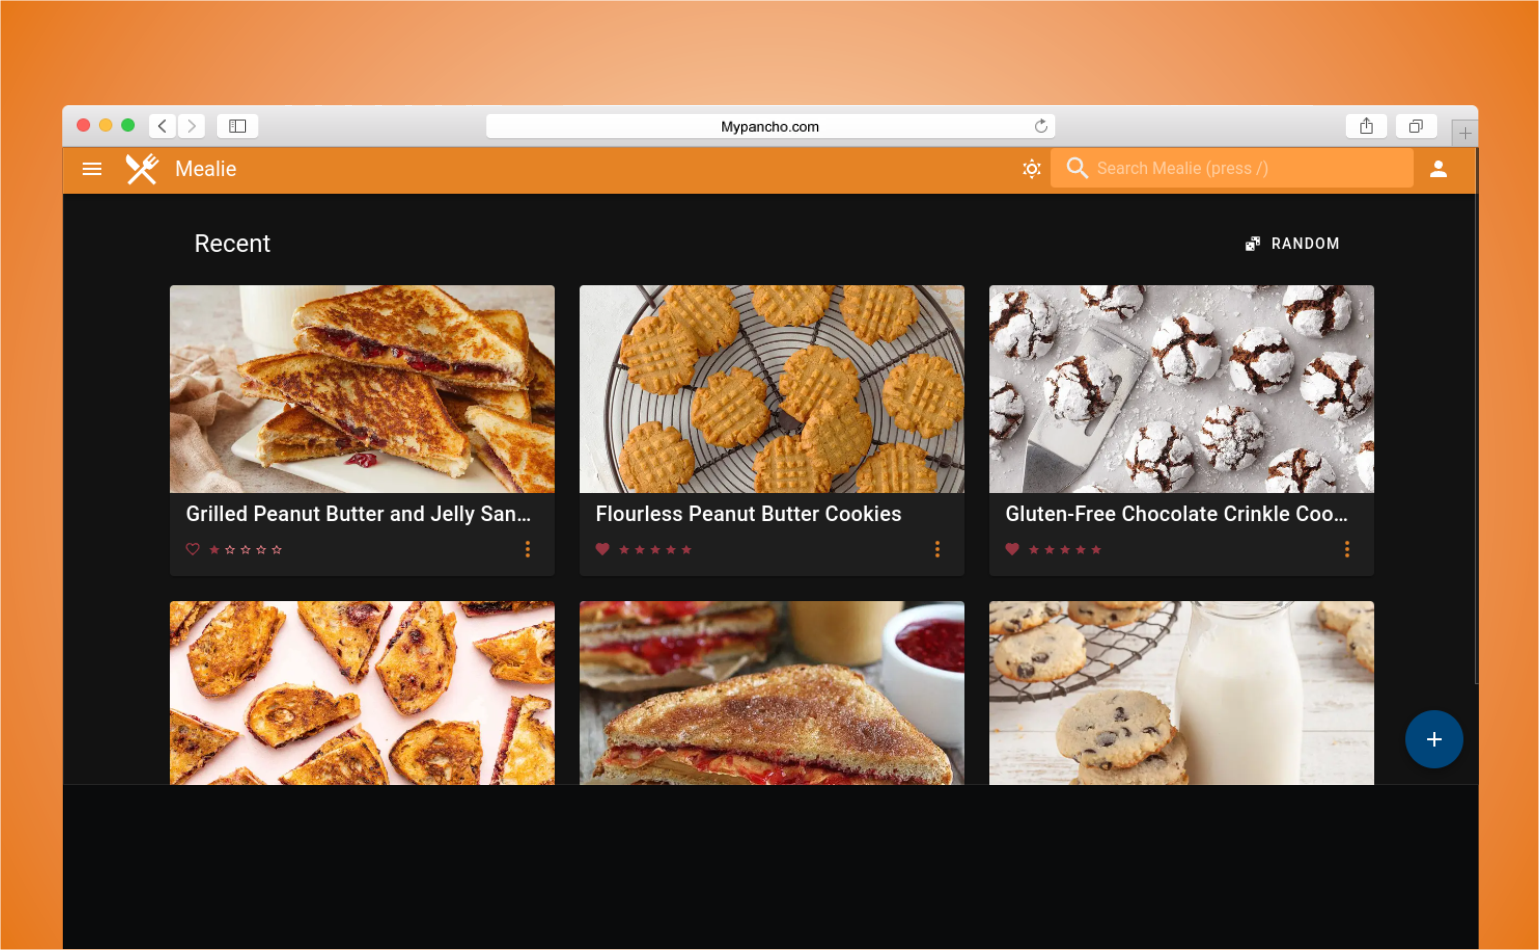 Mypancho.com
Mealie
Search Mealie (press /)
Recent
RANDOM
Grilled Peanut Butter and Jelly San...
Flourless Peanut Butter Cookies
Gluten-Free Chocolate Crinkle Coo...